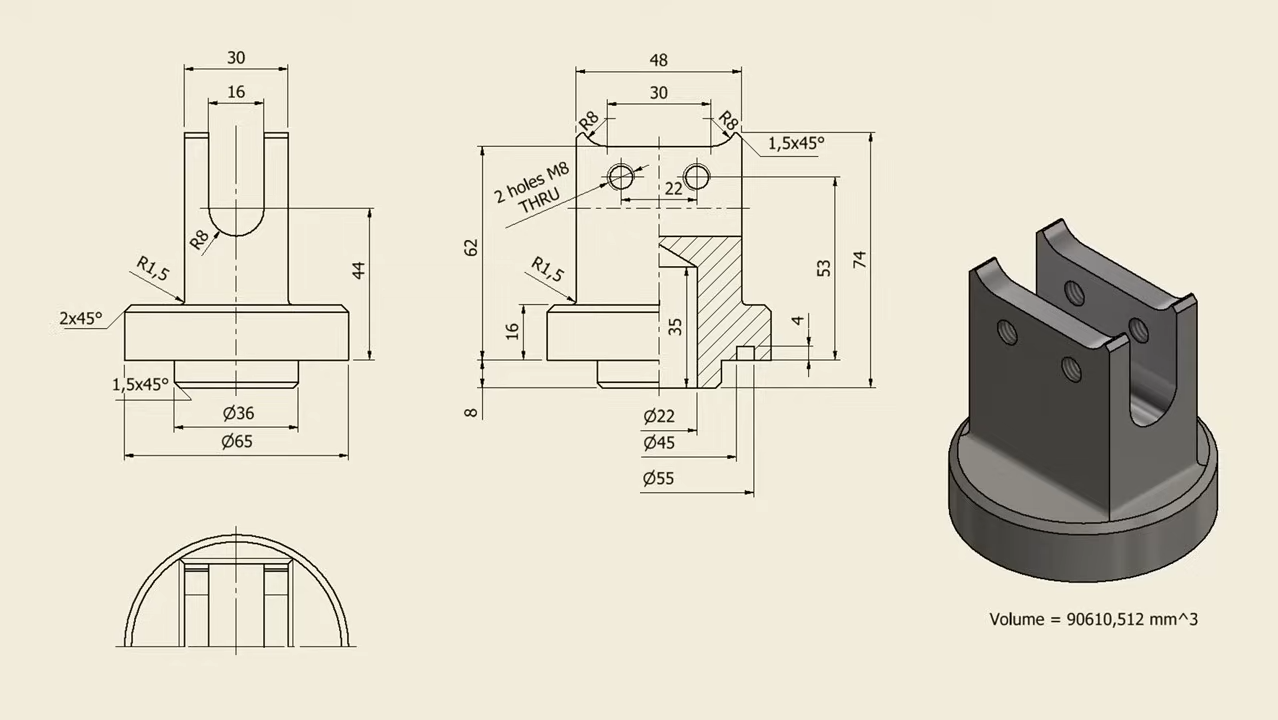 30
16
R8
R1,5
2x45°
44
1,5x45°
Ø36
Ø65
48
30
R8
R8
1,5x45°
2 holes M8
THRU
22
62
53
74
R1,5
16
35
4
8
Ø22
Ø45
Ø55
Volume = 90610,512 mm^3